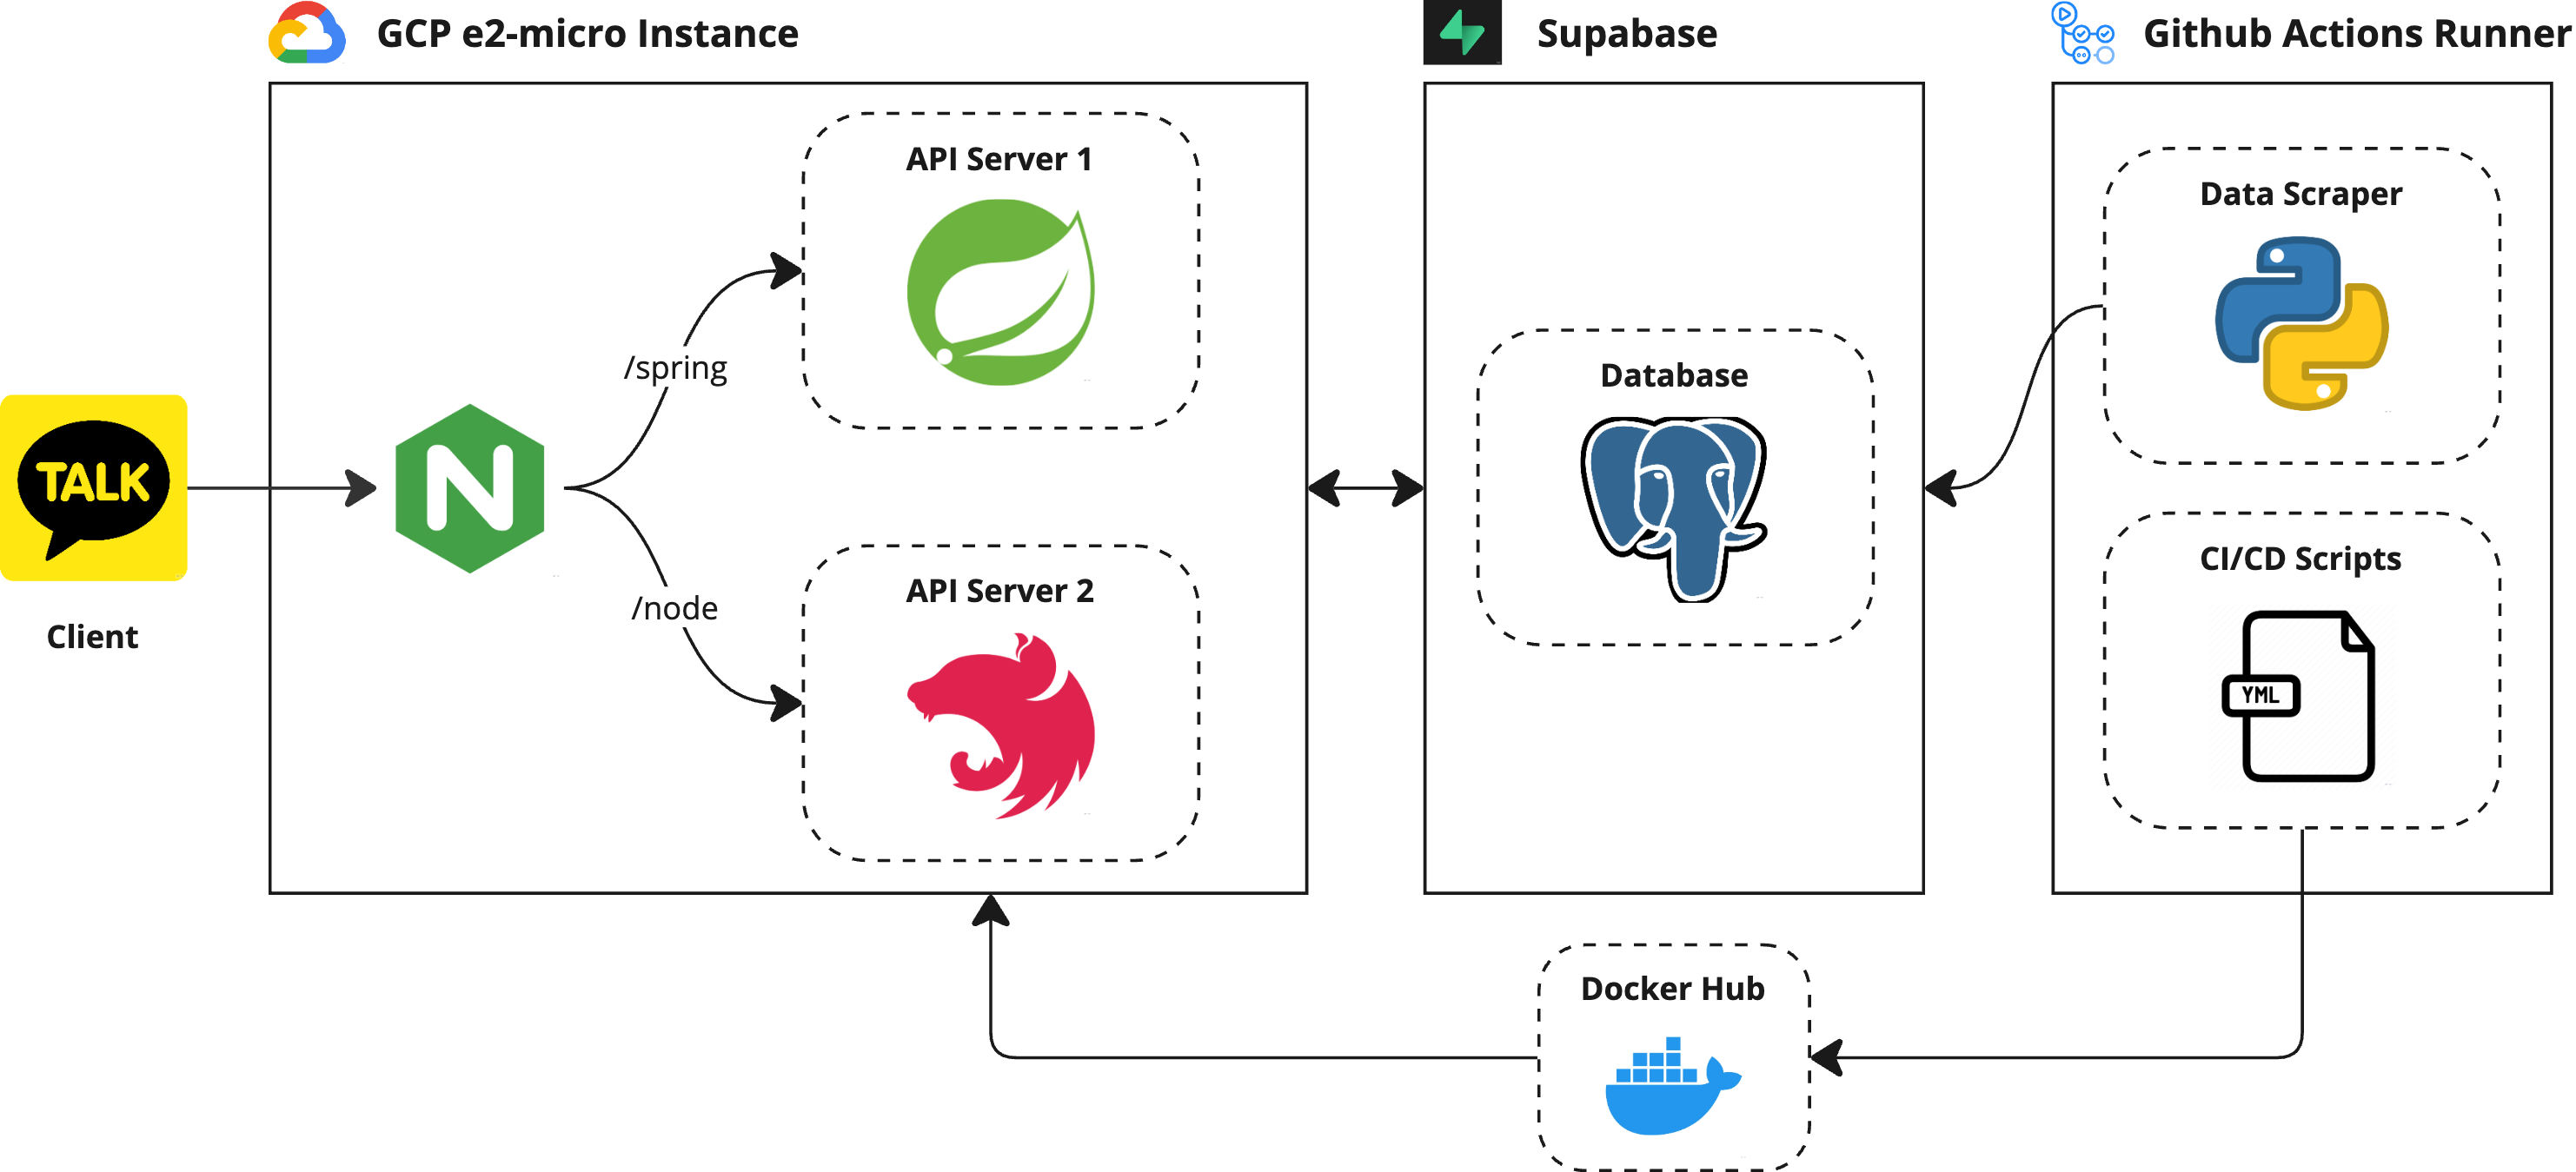 GCP e2-micro Instance
Supabase
Github Actions Runner
API Server 1
Data Scraper
/spring
Database
TALK
Client
/node
API Server 2
CI/CD Scripts
YML
Docker Hub